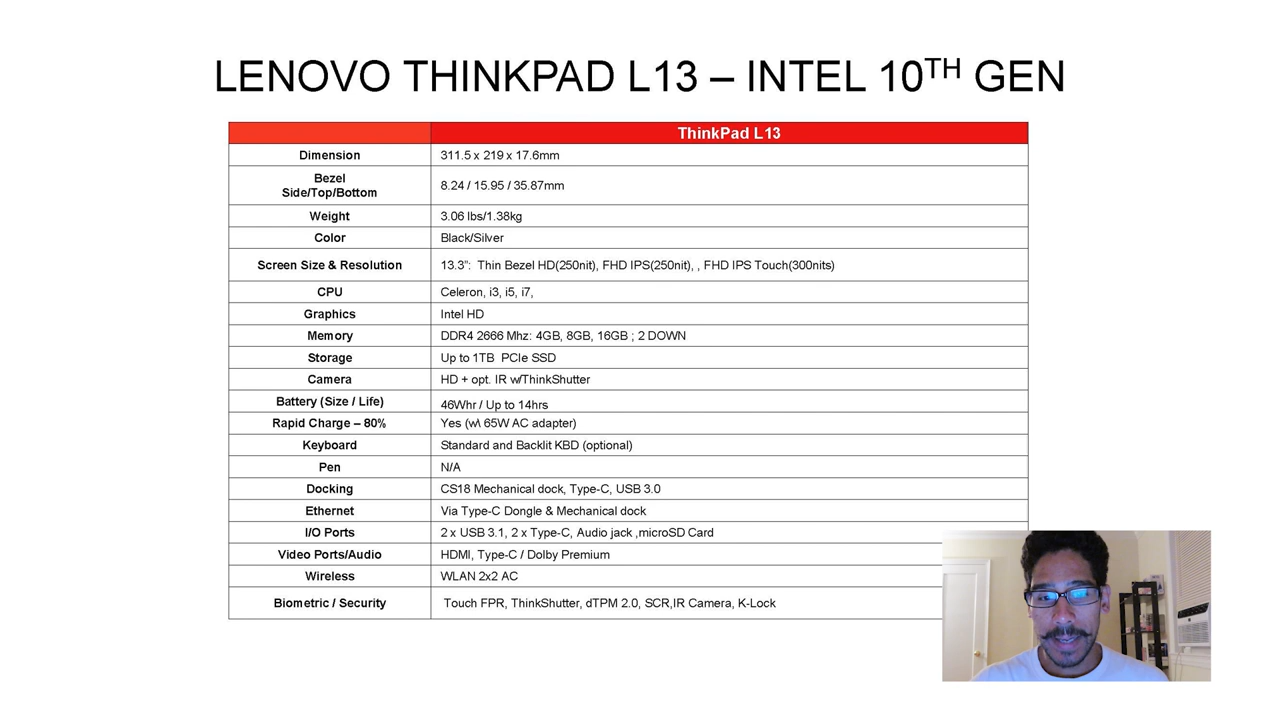 LENOVO THINKPAD L13 – INTEL 10TH GEN
ThinkPad L13
Dimension 311.5 x 219 x 17.6mm
Bezel
Side/Top/Bottom 8.24 / 15.95 / 35.87mm
Weight 3.06 lbs/1.38kg
Color Black/Silver
Screen Size & Resolution 13.3”: Thin Bezel HD(250nit), FHD IPS(250nit), , FHD IPS Touch(300nits)
CPU Celeron, i3, i5, i7,
Graphics Intel HD
Memory DDR4 2666 Mhz: 4GB, 8GB, 16GB ; 2 DOWN
Storage Up to 1TB PCIe SSD
Camera HD + opt. IR w/ThinkShutter
Battery (Size / Life) 46Whr / Up to 14hrs
Rapid Charge – 80% Yes (w\ 65W AC adapter)
Keyboard Standard and Backlit KBD (optional)
Pen N/A
Docking CS18 Mechanical dock, Type-C, USB 3.0
Ethernet Via Type-C Dongle & Mechanical dock
I/O Ports 2 x USB 3.1, 2 x Type-C, Audio jack ,microSD Card
Video Ports/Audio HDMI, Type-C / Dolby Premium
Wireless WLAN 2x2 AC
Biometric / Security Touch FPR, ThinkShutter, dTPM 2.0, SCR,IR Camera, K-Lock